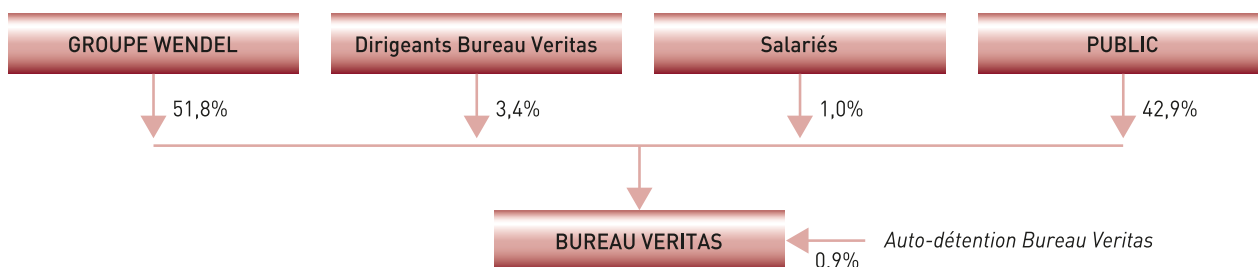 GROUPE WENDEL
Dirigeants Bureau Veritas
Salariés
PUBLIC
51,8%
3,4%
1,0%
42,9%
BUREAU VERITAS
Auto-détention Bureau Veritas
0,9%